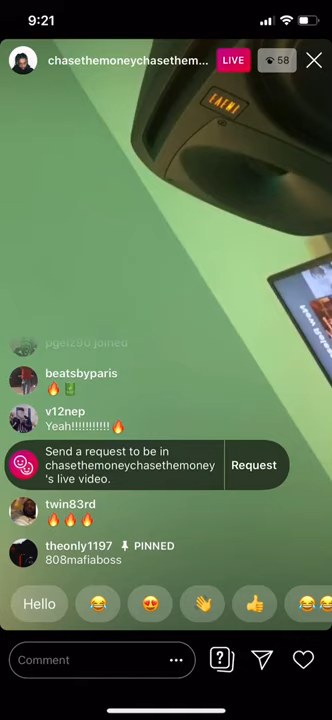 9:21
chasethemoneychasethem...
LIVE
58
pgelz90 joined
beatsbyparis
v12nep
Yeah!!!!!!!!!!!🔥
Send a request to be in
chasethemoneychasethemoney
's live video.
Request
twin83rd
🔥🔥🔥
theonly1197 PINNED
808mafiaboss
Hello
Comment